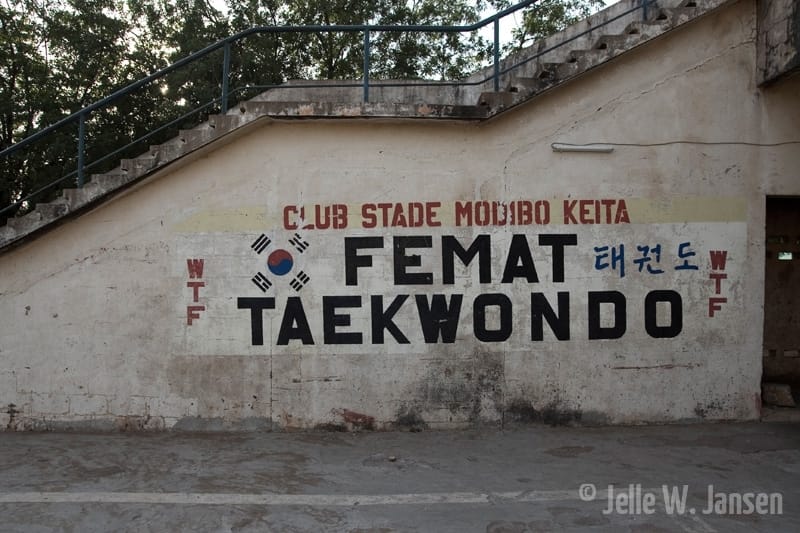 CLUB STADE MODIBO KEITA
WTF FEMAT 태권도 WTF
TAEKWONDO
© Jelle W. Jansen